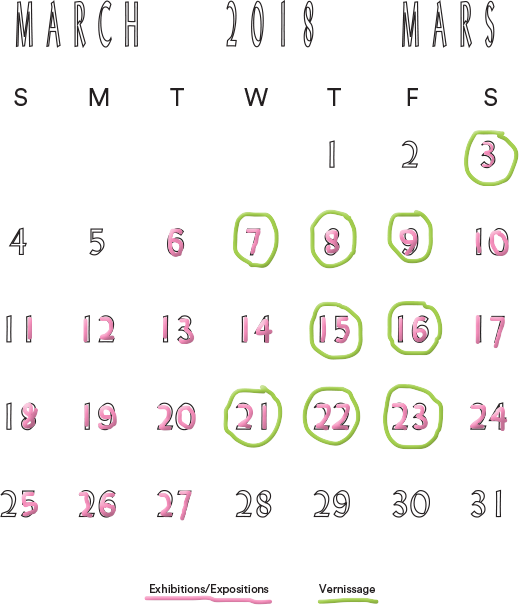 MARCH 2018 MARS
S M T W T F S
1 2 3
4 5 6 7 8 9 10
11 12 13 14 15 16 17
18 19 20 21 22 23 24
25 26 27 28 29 30 31
Exhibitions/Expositions Vernissage